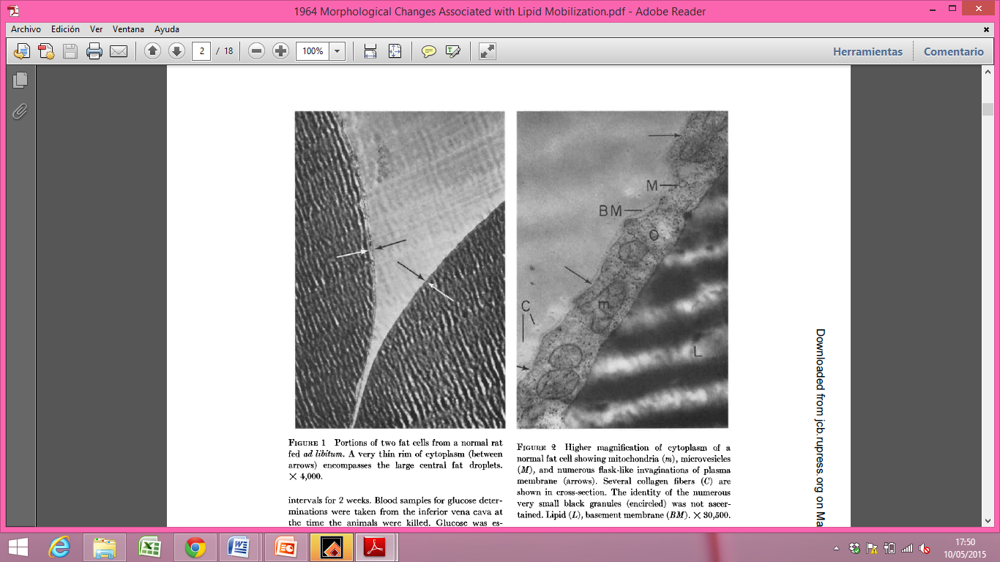 1964 Morphological Changes Associated with Lipid Mobilization.pdf - Adobe Reader
Archivo Edición Ver Ventana Ayuda
2 / 18 100% Herramientas Comentario
M
BM
O
m
C
L
FIGURE 1 Portions of two fat cells from a normal rat
fed ad libitum. A very thin rim of cytoplasm (between
arrows) encompasses the large central fat droplets.
× 4,000.
FIGURE 2 Higher magnification of cytoplasm of a
normal fat cell showing mitochondria (m), microvesicles
(M), and numerous flask-like invaginations of plasma
membrane (arrows). Several collagen fibers (C) are
shown in cross-section. The identity of the numerous
very small black granules (encircled) was not ascer-
tained. Lipid (L), basement membrane (BM). × 30,500.
intervals for 2 weeks. Blood samples for glucose deter-
minations were taken from the inferior vena cava at
the time the animals were killed. Glucose was es-
Downloaded from jcb.rupress.org on Ma
17:50
10/05/2015